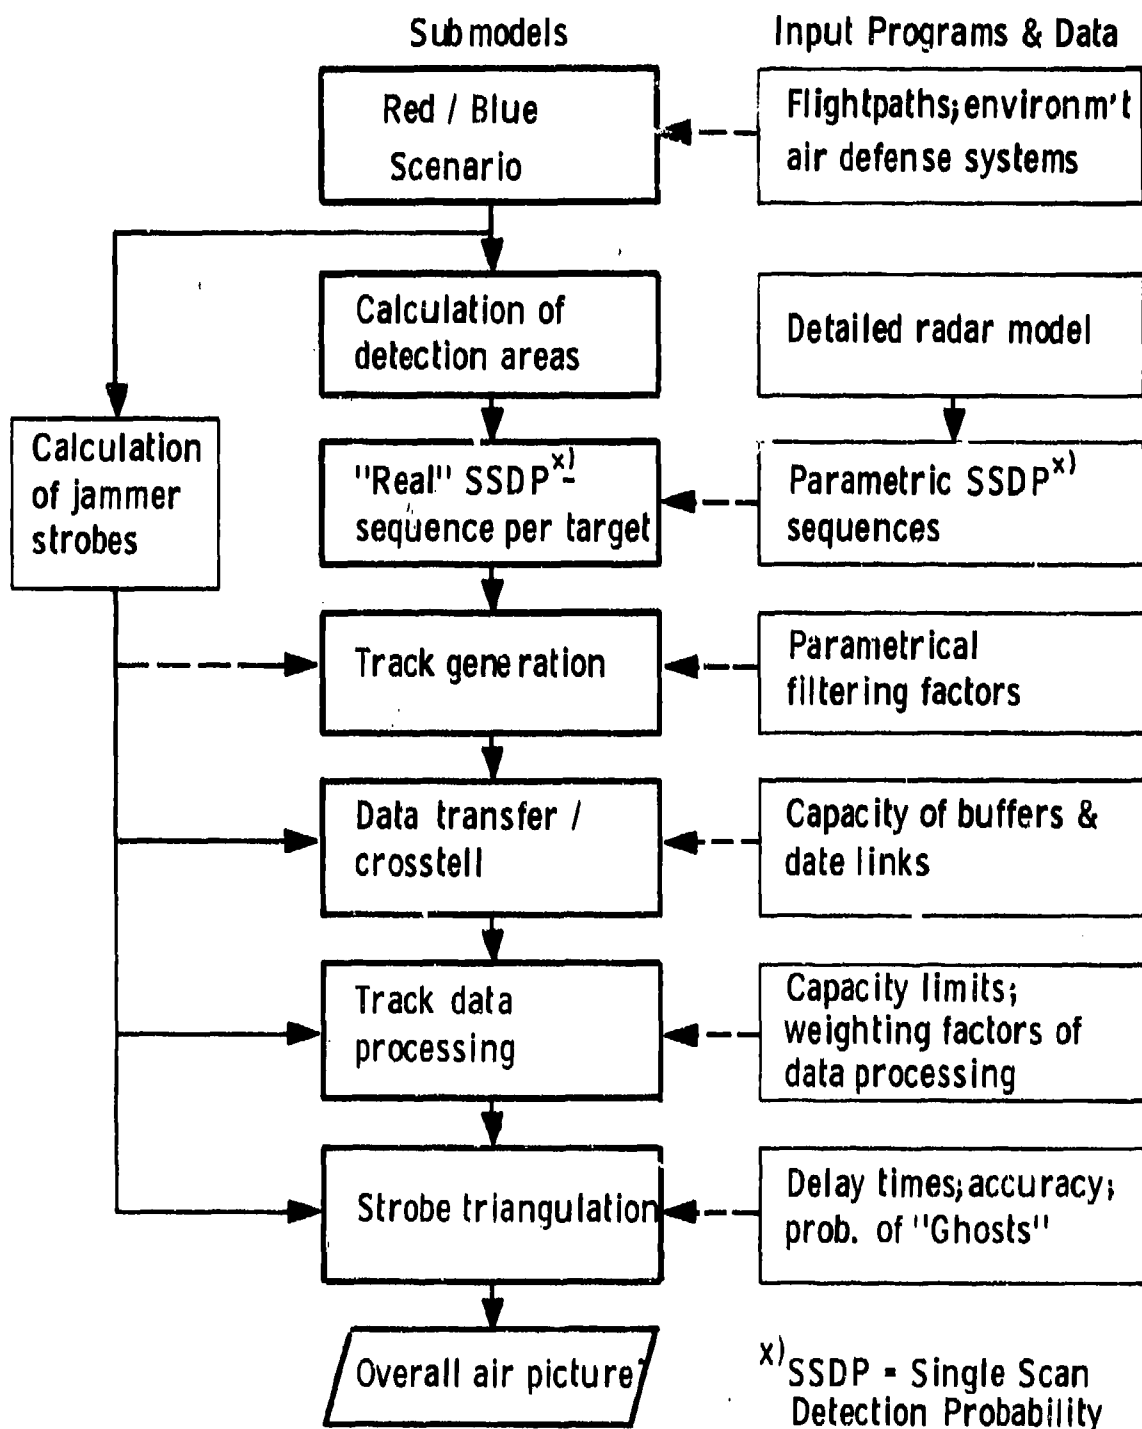 Submodels
Input Programs & Data
Red / Blue
Scenario
Flightpaths; environm't
air defense systems
Calculation of
detection areas
Detailed radar model
Calculation
of jammer
strobes
"Real" SSDP x) -
sequence per target
Parametric SSDP x)
sequences
Track generation
Parametrical
filtering factors
Data transfer /
crosstell
Capacity of buffers &
date links
Track data
processing
Capacity limits;
weighting factors of
data processing
Strobe triangulation
Delay times; accuracy;
prob. of "Ghosts"
Overall air picture
x) SSDP = Single Scan
Detection Probability